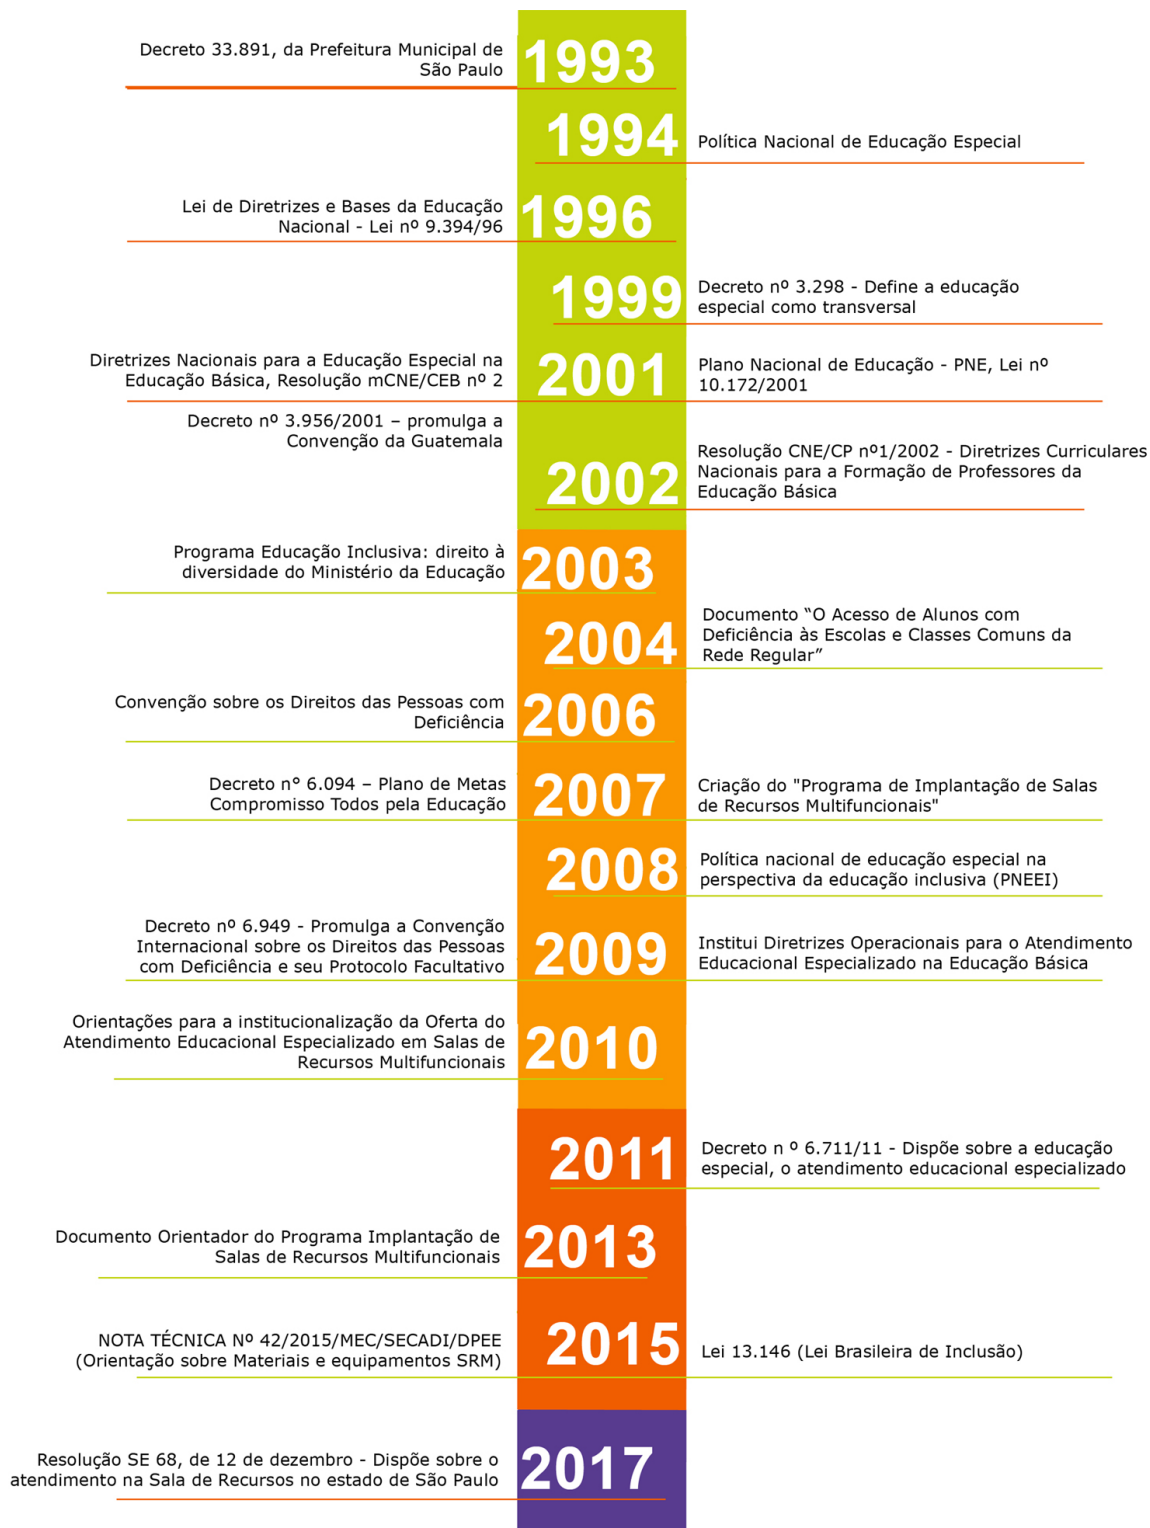 Decreto 33.891, da Prefeitura Municipal de
São Paulo
1993
1994
Política Nacional de Educação Especial
Lei de Diretrizes e Bases da Educação
Nacional - Lei nº 9.394/96
1996
1999
Decreto nº 3.298 - Define a educação
especial como transversal
Diretrizes Nacionais para a Educação Especial na
Educação Básica, Resolução mCNE/CEB nº 2
2001
Plano Nacional de Educação - PNE, Lei nº
10.172/2001
Decreto nº 3.956/2001 – promulga a
Convenção da Guatemala
2002
Resolução CNE/CP nº1/2002 - Diretrizes Curriculares
Nacionais para a Formação de Professores da
Educação Básica
Programa Educação Inclusiva: direito à
diversidade do Ministério da Educação
2003
2004
Documento “O Acesso de Alunos com
Deficiência às Escolas e Classes Comuns da
Rede Regular”
Convenção sobre os Direitos das Pessoas com
Deficiência
2006
Decreto n° 6.094 – Plano de Metas
Compromisso Todos pela Educação
2007
Criação do "Programa de Implantação de Salas
de Recursos Multifuncionais"
2008
Política nacional de educação especial na
perspectiva da educação inclusiva (PNEEI)
Decreto nº 6.949 - Promulga a Convenção
Internacional sobre os Direitos das Pessoas
com Deficiência e seu Protocolo Facultativo
2009
Institui Diretrizes Operacionais para o Atendimento
Educacional Especializado na Educação Básica
Orientações para a institucionalização da Oferta do
Atendimento Educacional Especializado em Salas de
Recursos Multifuncionais
2010
2011
Decreto n º 6.711/11 - Dispõe sobre a educação
especial, o atendimento educacional especializado
Documento Orientador do Programa Implantação de
Salas de Recursos Multifuncionais
2013
NOTA TÉCNICA Nº 42/2015/MEC/SECADI/DPEE
(Orientação sobre Materiais e equipamentos SRM)
2015
Lei 13.146 (Lei Brasileira de Inclusão)
Resolução SE 68, de 12 de dezembro - Dispõe sobre o
atendimento na Sala de Recursos no estado de São Paulo
2017